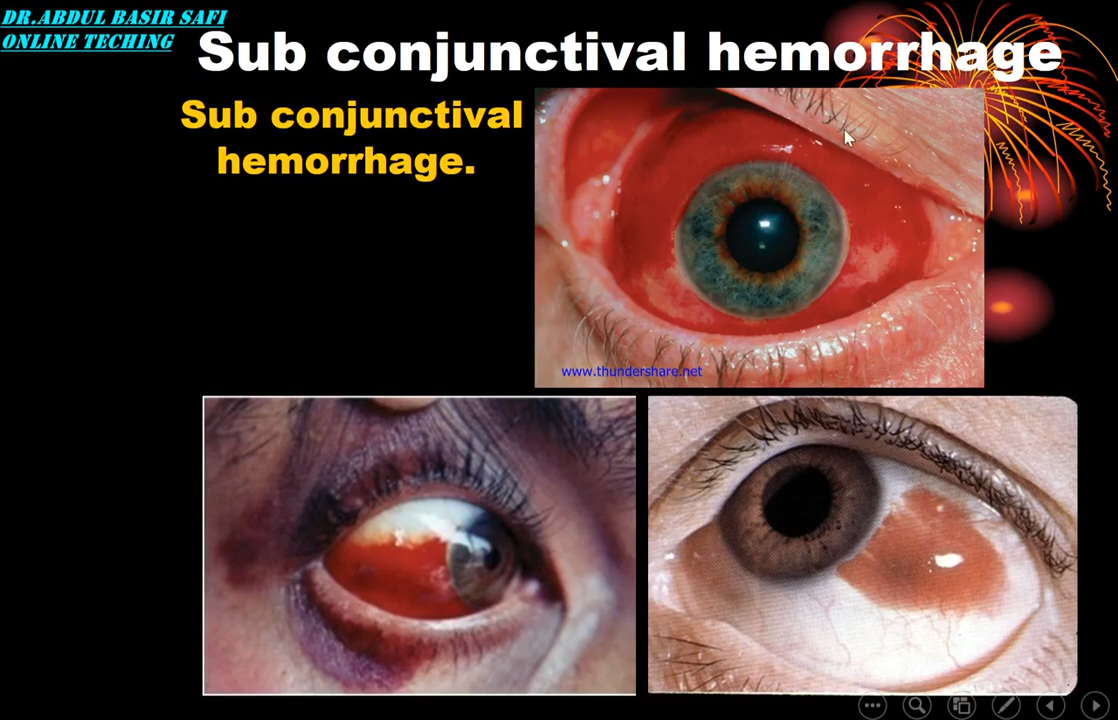 DR.ABDUL BASIR SAFI
ONLINE TECHING
Sub conjunctival hemorrhage
Sub conjunctival
hemorrhage.
www.thundershare.net